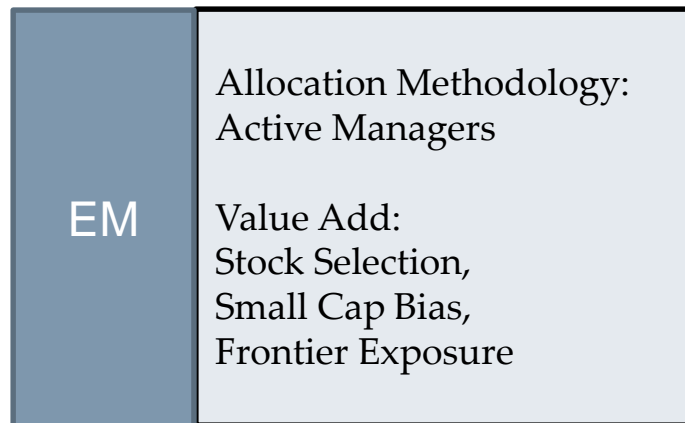 EM
Allocation Methodology:
Active Managers
Value Add:
Stock Selection,
Small Cap Bias,
Frontier Exposure